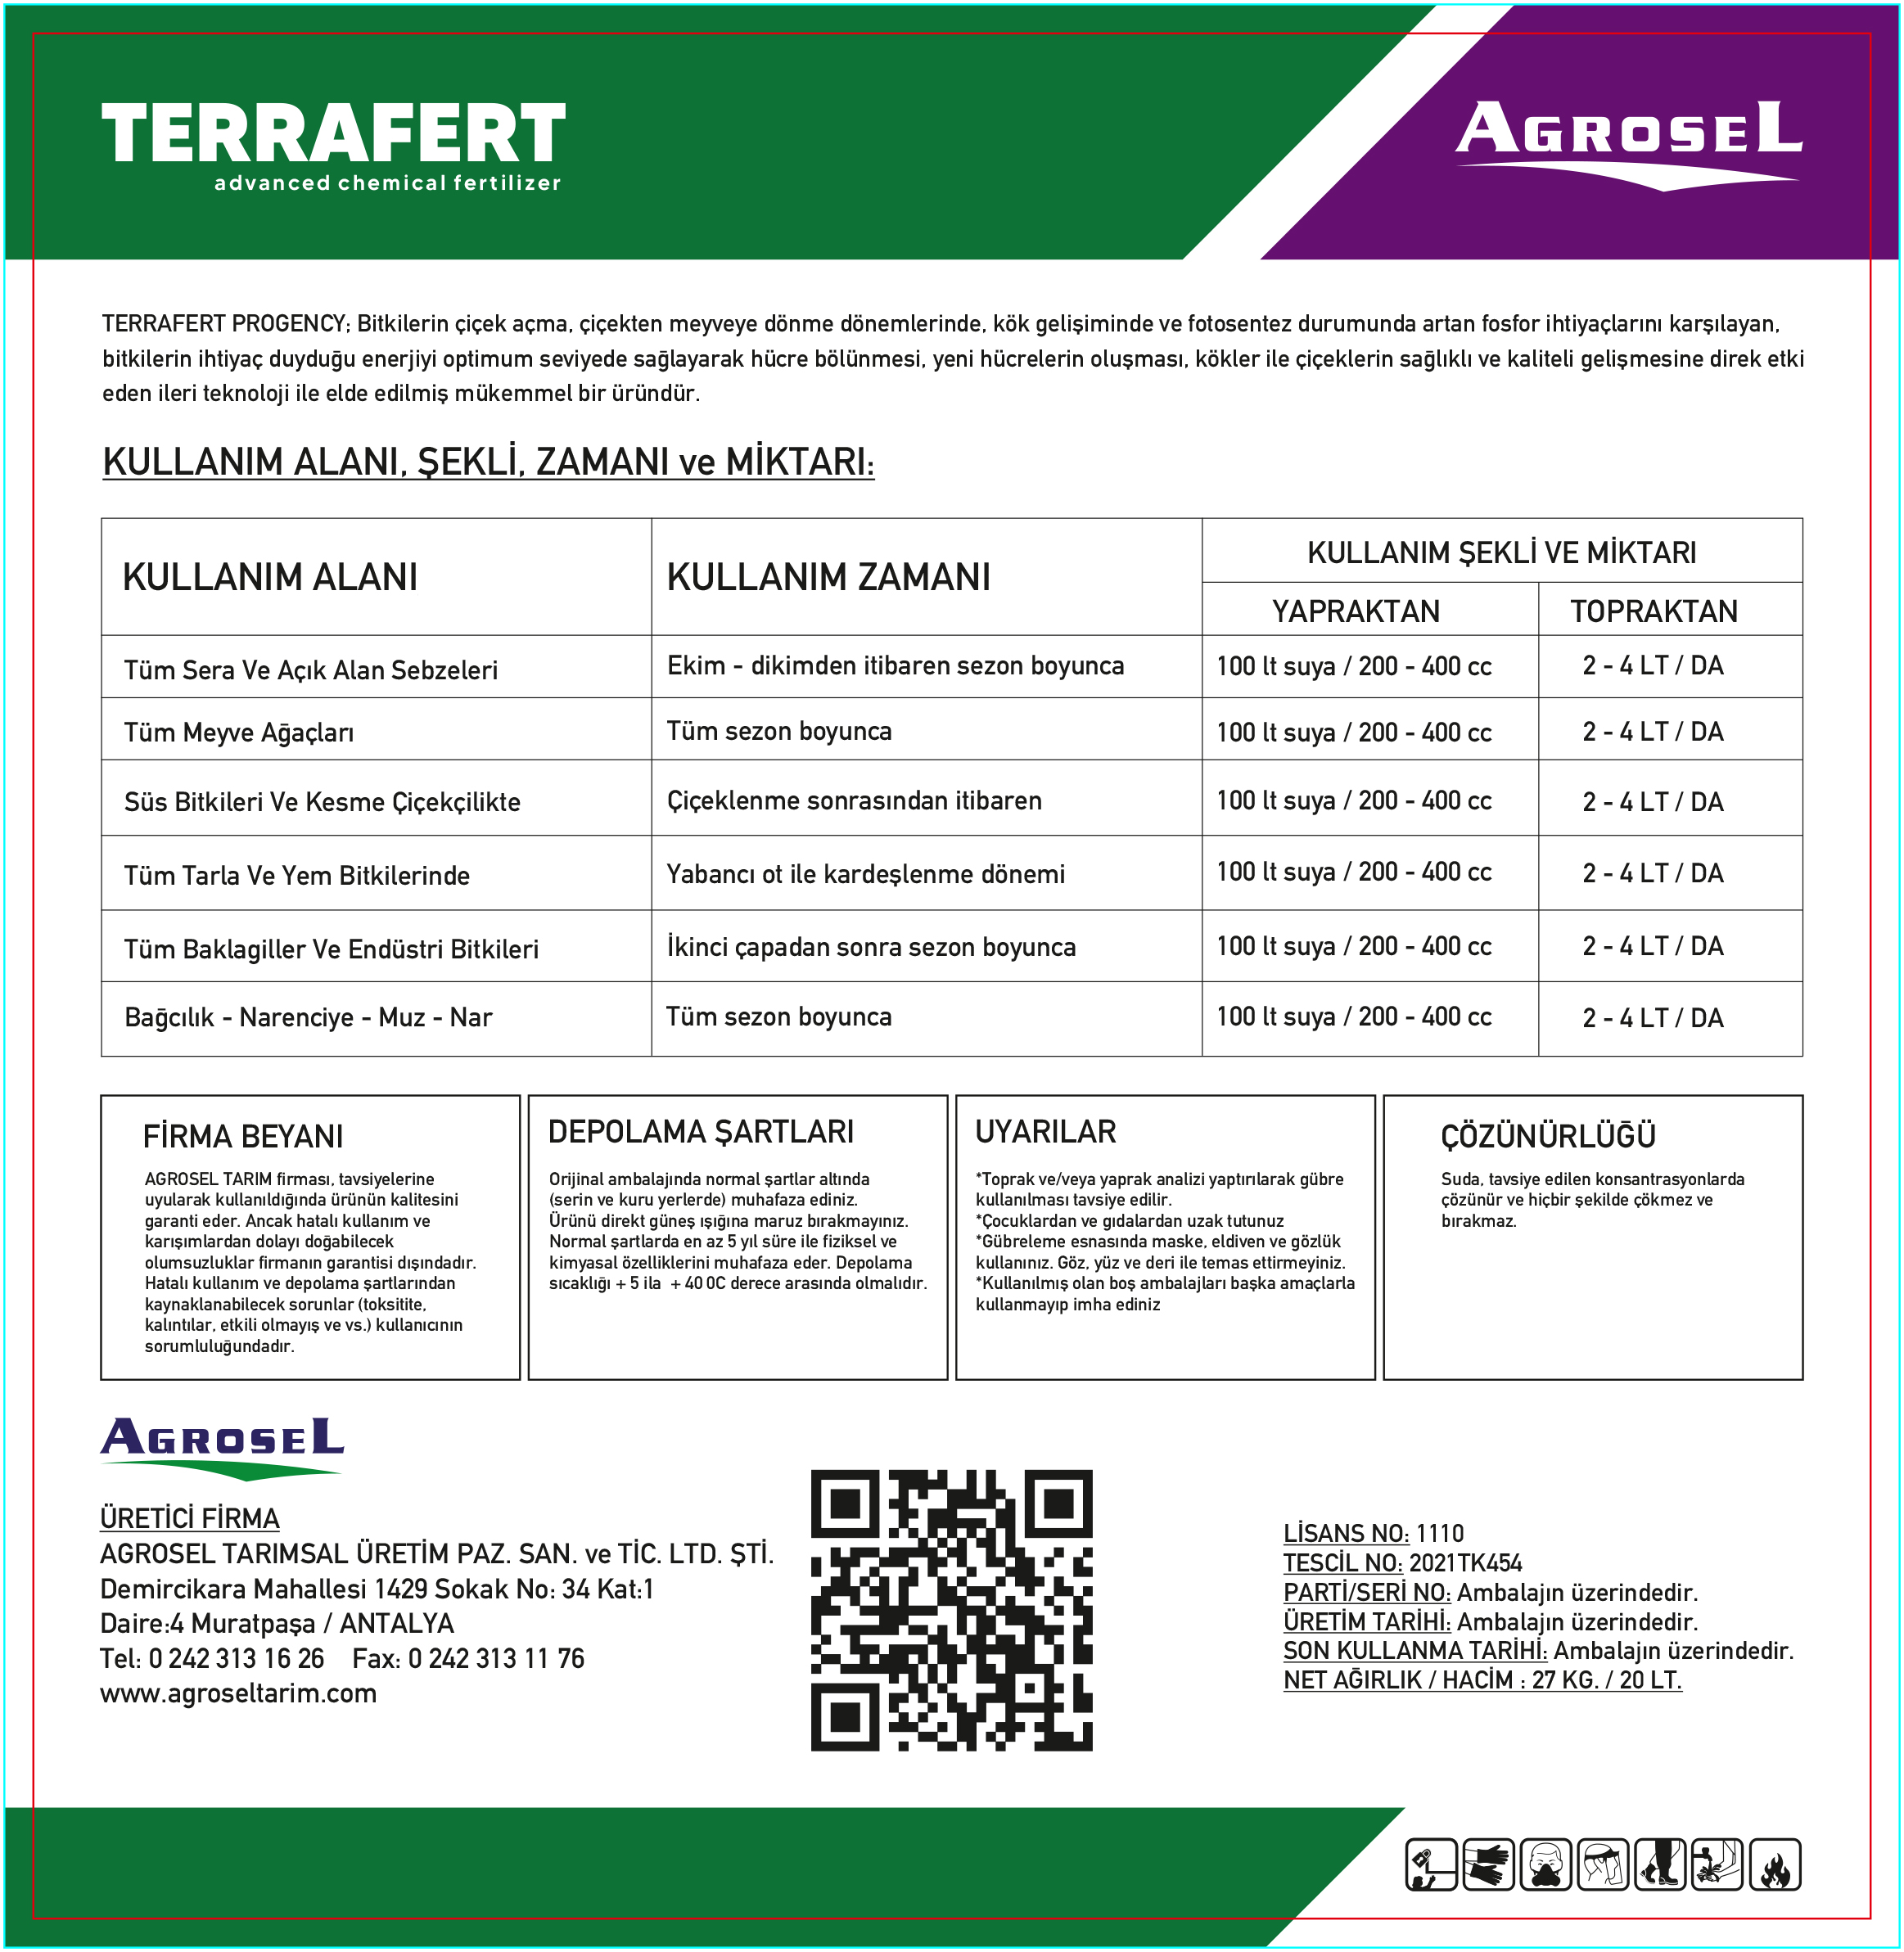 TERRAFERT
advanced chemical fertilizer
AGROSEL
TERRAFERT PROGENCY; Bitkilerin çiçek açma, çiçekten meyveye dönme dönemlerinde, kök gelişiminde ve fotosentez durumunda artan fosfor ihtiyaçlarını karşılayan,
bitkilerin ihtiyaç duyduğu enerjiyi optimum seviyede sağlayarak hücre bölünmesi, yeni hücrelerin oluşması, kökler ile çiçeklerin sağlıklı ve kaliteli gelişmesine direk etki
eden ileri teknoloji ile elde edilmiş mükemmel bir üründür.
KULLANIM ALANI, ŞEKLİ, ZAMANI ve MİKTARI:
KULLANIM ALANI KULLANIM ZAMANI KULLANIM ŞEKLİ VE MİKTARI
YAPRAKTAN TOPRAKTAN
Tüm Sera Ve Açık Alan Sebzeleri Ekim - dikimden itibaren sezon boyunca 100 lt suya / 200 - 400 cc 2 - 4 LT / DA
Tüm Meyve Ağaçları Tüm sezon boyunca 100 lt suya / 200 - 400 cc 2 - 4 LT / DA
Süs Bitkileri Ve Kesme Çiçekçilikte Çiçeklenme sonrasından itibaren 100 lt suya / 200 - 400 cc 2 - 4 LT / DA
Tüm Tarla Ve Yem Bitkilerinde Yabancı ot ile kardeşlenme dönemi 100 lt suya / 200 - 400 cc 2 - 4 LT / DA
Tüm Baklagiller Ve Endüstri Bitkileri İkinci çapadan sonra sezon boyunca 100 lt suya / 200 - 400 cc 2 - 4 LT / DA
Bağcılık - Narenciye - Muz - Nar Tüm sezon boyunca 100 lt suya / 200 - 400 cc 2 - 4 LT / DA
FİRMA BEYANI
AGROSEL TARIM firması, tavsiyelerine
uyularak kullanıldığında ürünün kalitesini
garanti eder. Ancak hatalı kullanım ve
karışımlardan dolayı doğabilecek
olumsuzluklar firmanın garantisi dışındadır.
Hatalı kullanım ve depolama şartlarından
kaynaklanabilecek sorunlar (toksitite,
kalıntılar, etkili olmayış ve vs.) kullanıcının
sorumluluğundadır.
DEPOLAMA ŞARTLARI
Orijinal ambalajında normal şartlar altında
(serin ve kuru yerlerde) muhafaza ediniz.
Ürünü direkt güneş ışığına maruz bırakmayınız.
Normal şartlarda en az 5 yıl süre ile fiziksel ve
kimyasal özelliklerini muhafaza eder. Depolama
sıcaklığı + 5 ila + 40 0C derece arasında olmalıdır.
UYARILAR
*Toprak ve/veya yaprak analizi yaptırılarak gübre
kullanılması tavsiye edilir.
*Çocuklardan ve gıdalardan uzak tutunuz
*Gübreleme esnasında maske, eldiven ve gözlük
kullanınız. Göz, yüz ve deri ile temas ettirmeyiniz.
*Kullanılmış olan boş ambalajları başka amaçlarla
kullanmayıp imha ediniz
ÇÖZÜNÜRLÜĞÜ
Suda, tavsiye edilen konsantrasyonlarda
çözünür ve hiçbir şekilde çökmez ve
bırakmaz.
AGROSEL
ÜRETİCİ FİRMA
AGROSEL TARIMSAL ÜRETİM PAZ. SAN. ve TİC. LTD. ŞTİ.
Demircikara Mahallesi 1429 Sokak No: 34 Kat:1
Daire:4 Muratpaşa / ANTALYA
Tel: 0 242 313 16 26 Fax: 0 242 313 11 76
www.agroseltarim.com
LİSANS NO: 1110
TESCİL NO: 2021TK454
PARTİ/SERİ NO: Ambalajın üzerindedir.
ÜRETİM TARİHİ: Ambalajın üzerindedir.
SON KULLANMA TARİHİ: Ambalajın üzerindedir.
NET AĞIRLIK / HACİM : 27 KG. / 20 LT.